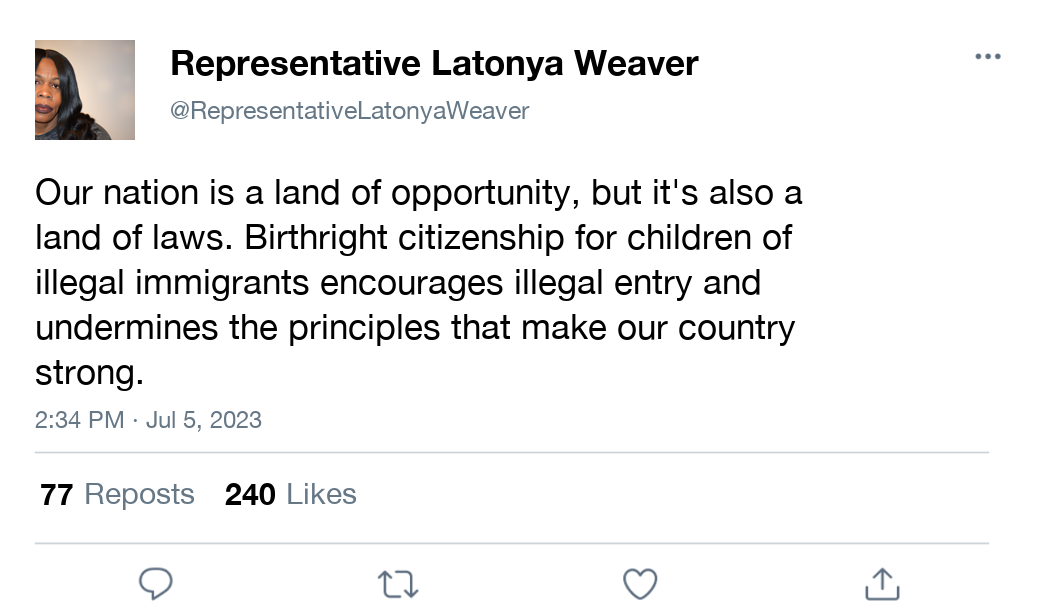 Representative Latonya Weaver
@RepresentativeLatonyaWeaver
Our nation is a land of opportunity, but it's also a
land of laws. Birthright citizenship for children of
illegal immigrants encourages illegal entry and
undermines the principles that make our country
strong.
2:34 PM · Jul 5, 2023
77 Reposts 240 Likes